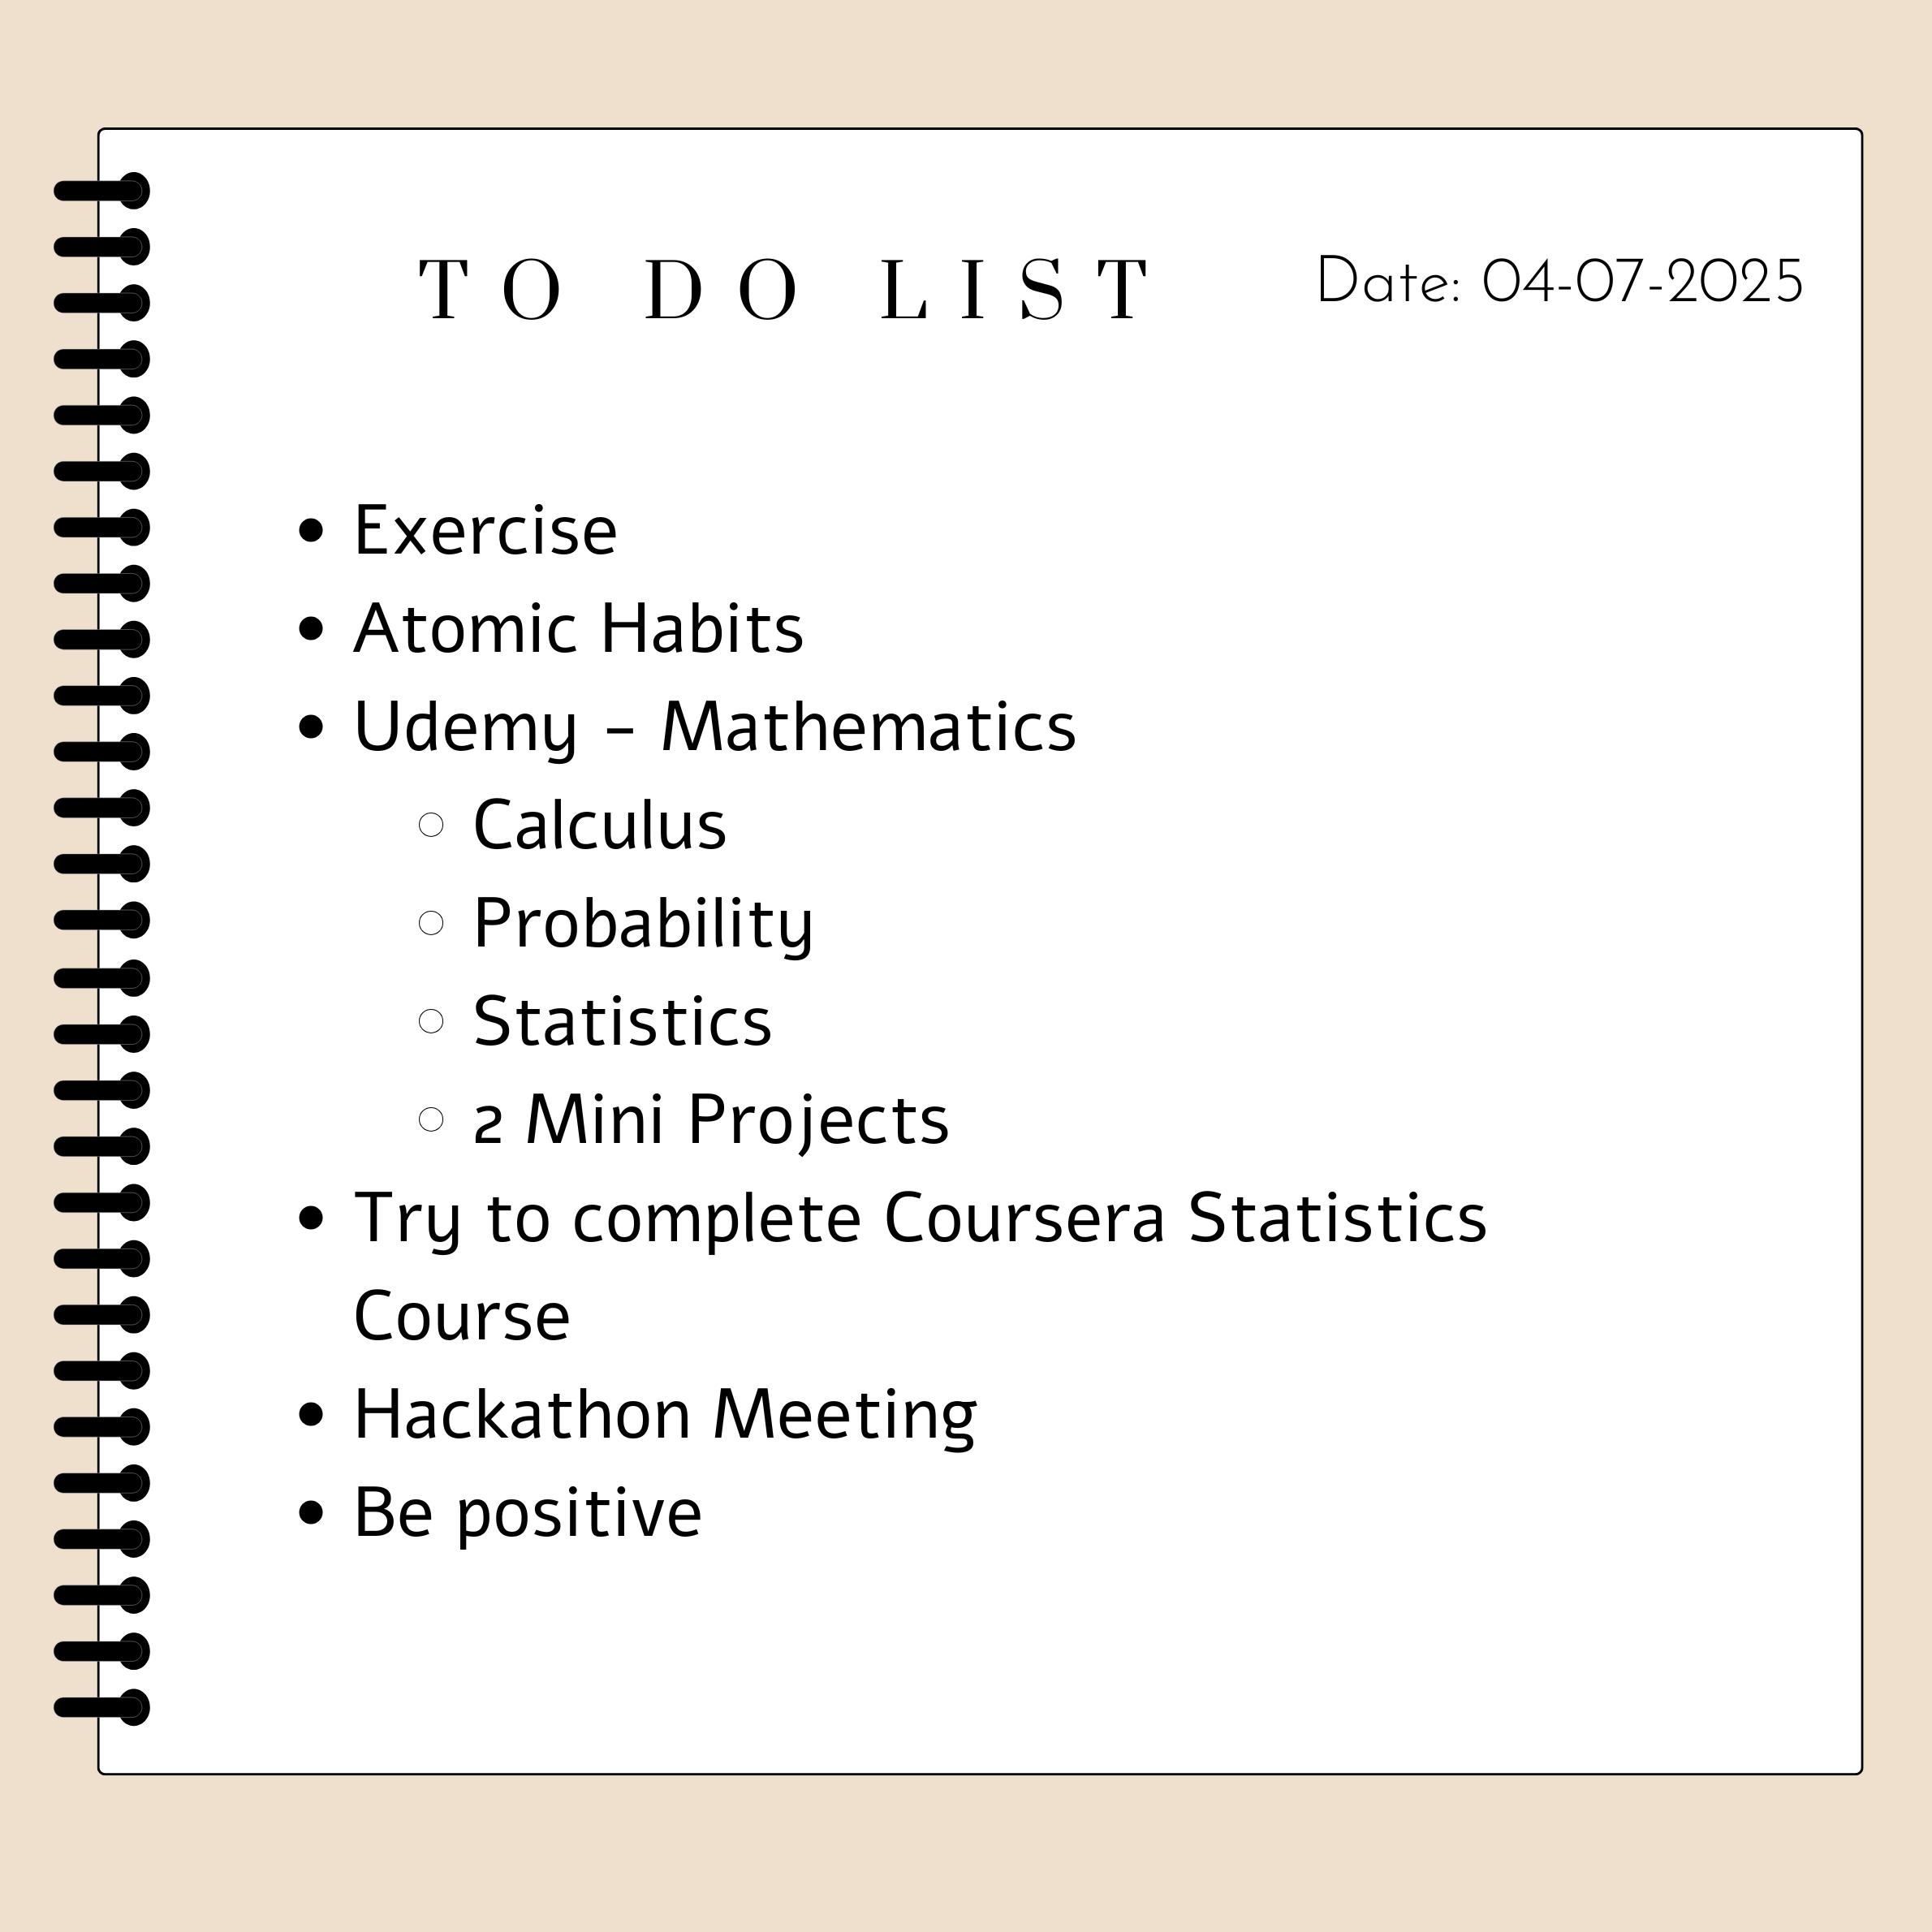 TO DO LIST
Date: 04-07-2025
• Exercise
• Atomic Habits
• Udemy - Mathematics
○ Calculus
○ Probability
○ Statistics
○ 2 Mini Projects
• Try to complete Coursera Statistics
Course
• Hackathon Meeting
• Be positive